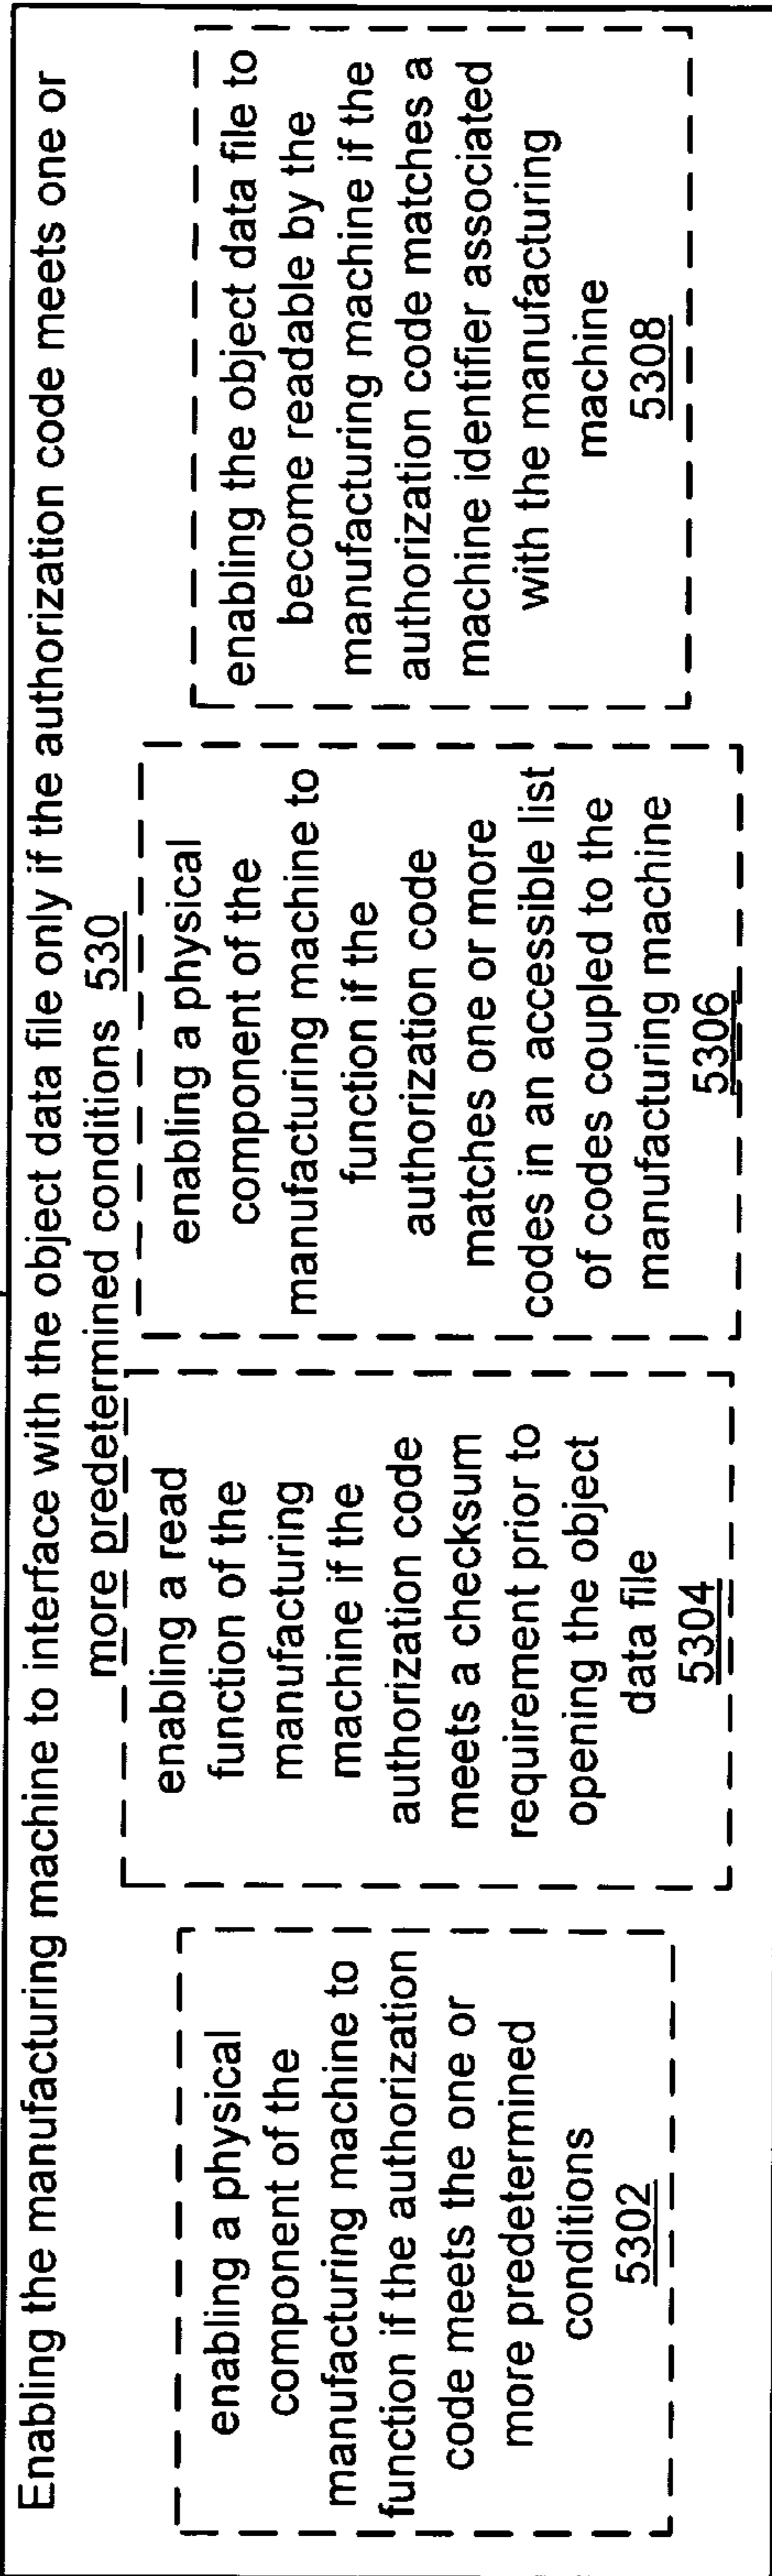 Enabling the manufacturing machine to interface with the object data file only if the authorization code meets one or
more predetermined conditions 530
enabling a physical
component of the
manufacturing machine to
function if the authorization
code meets the one or
more predetermined
conditions
5302
enabling a read
function of the
manufacturing
machine if the
authorization code
meets a checksum
requirement prior to
opening the object
data file
5304
enabling a physical
component of the
manufacturing machine to
function if the
authorization code
matches one or more
codes in an accessible list
of codes coupled to the
manufacturing machine
5306
enabling the object data file to
become readable by the
manufacturing machine if the
authorization code matches a
machine identifier associated
with the manufacturing
machine
5308